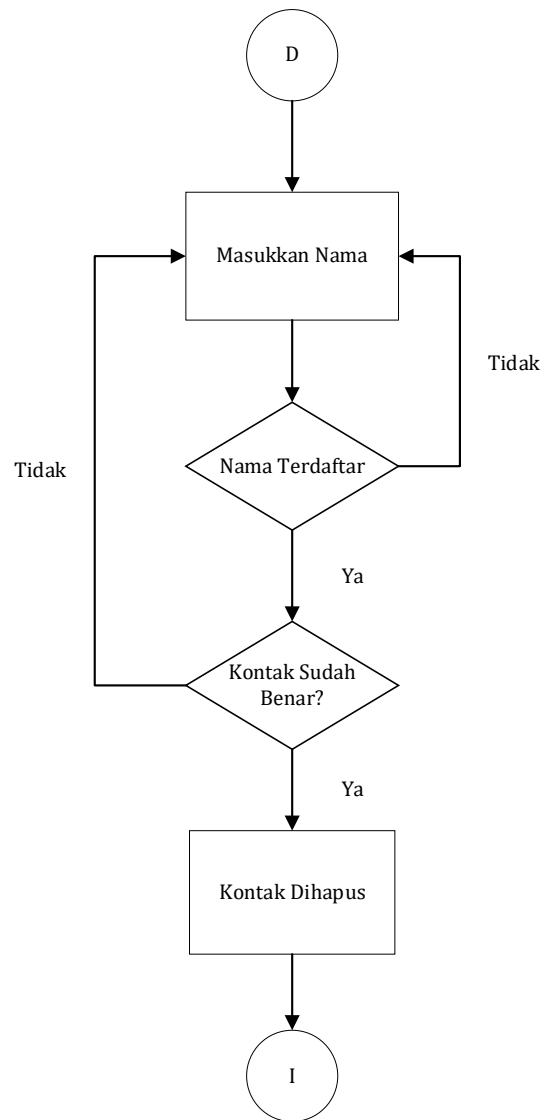 D
Masukkan Nama
Tidak
Nama Terdaftar
Tidak
Ya
Kontak Sudah
Benar?
Ya
Kontak Dihapus
I